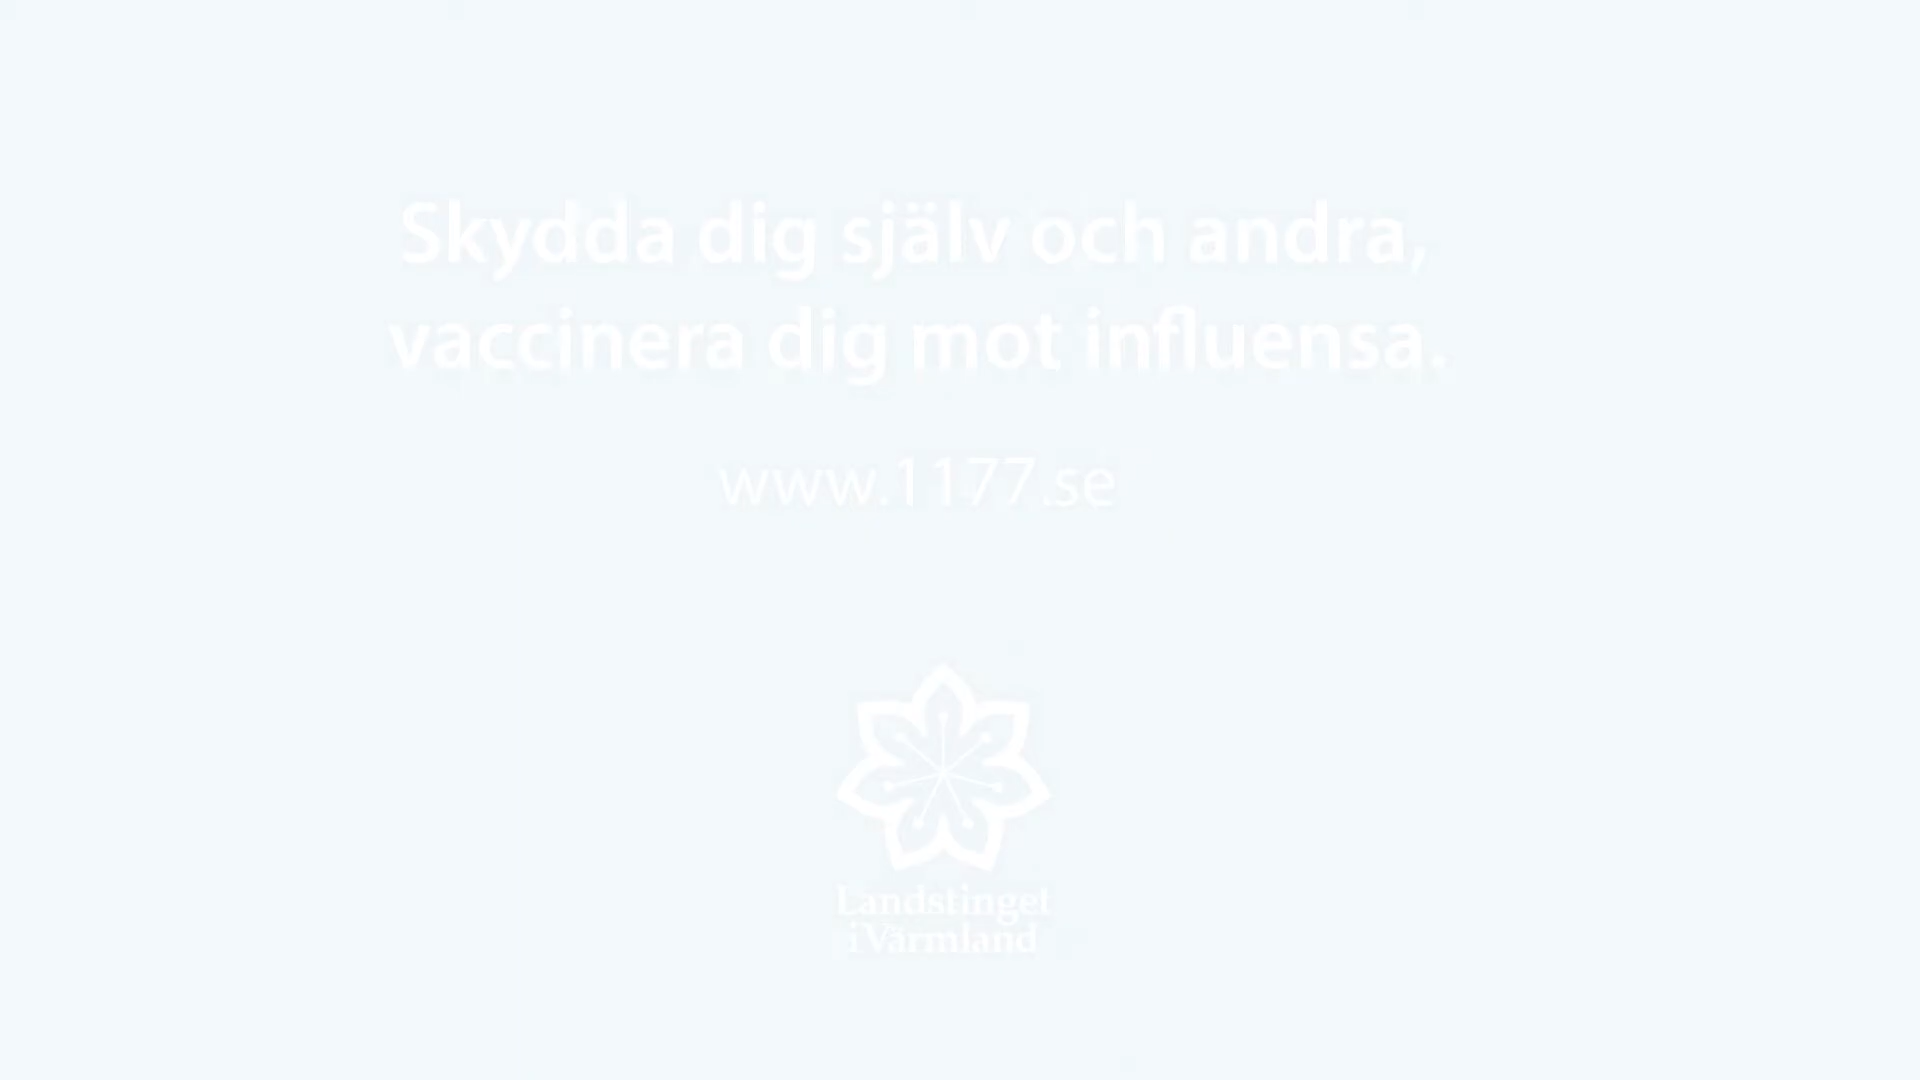 Skydda dig själv och andra,
vaccinera dig mot influensa.
www.1177.se
Landstinget
i Värmland